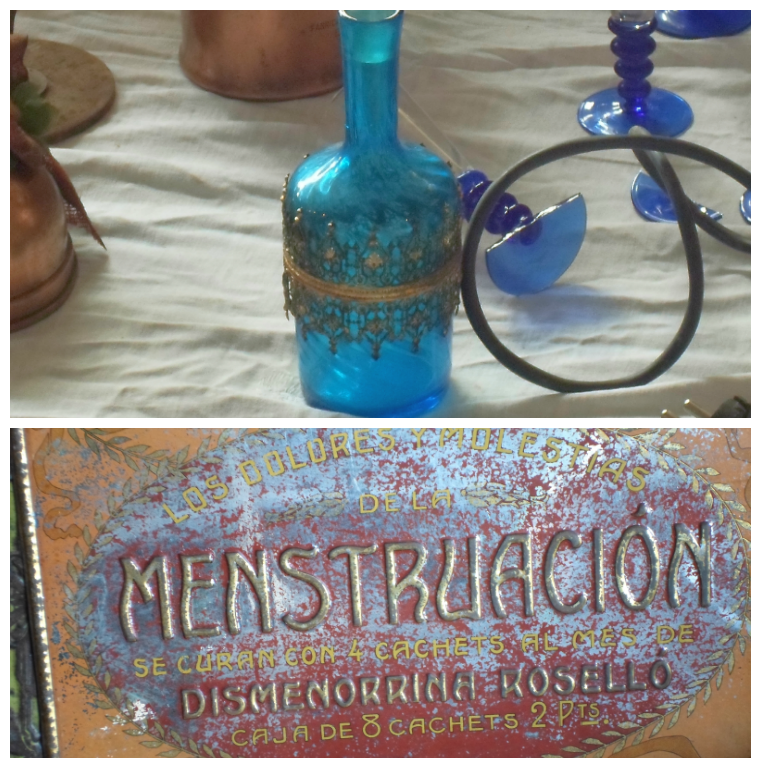 LOS DOLORES Y MOLESTIAS
DE LA
MENSTRUACIÓN
SE CURAN CON 4 CACHETS AL MES DE
DISMENORRINA ROSELLÓ
CAJA DE 8 CACHETS 2 Pts.